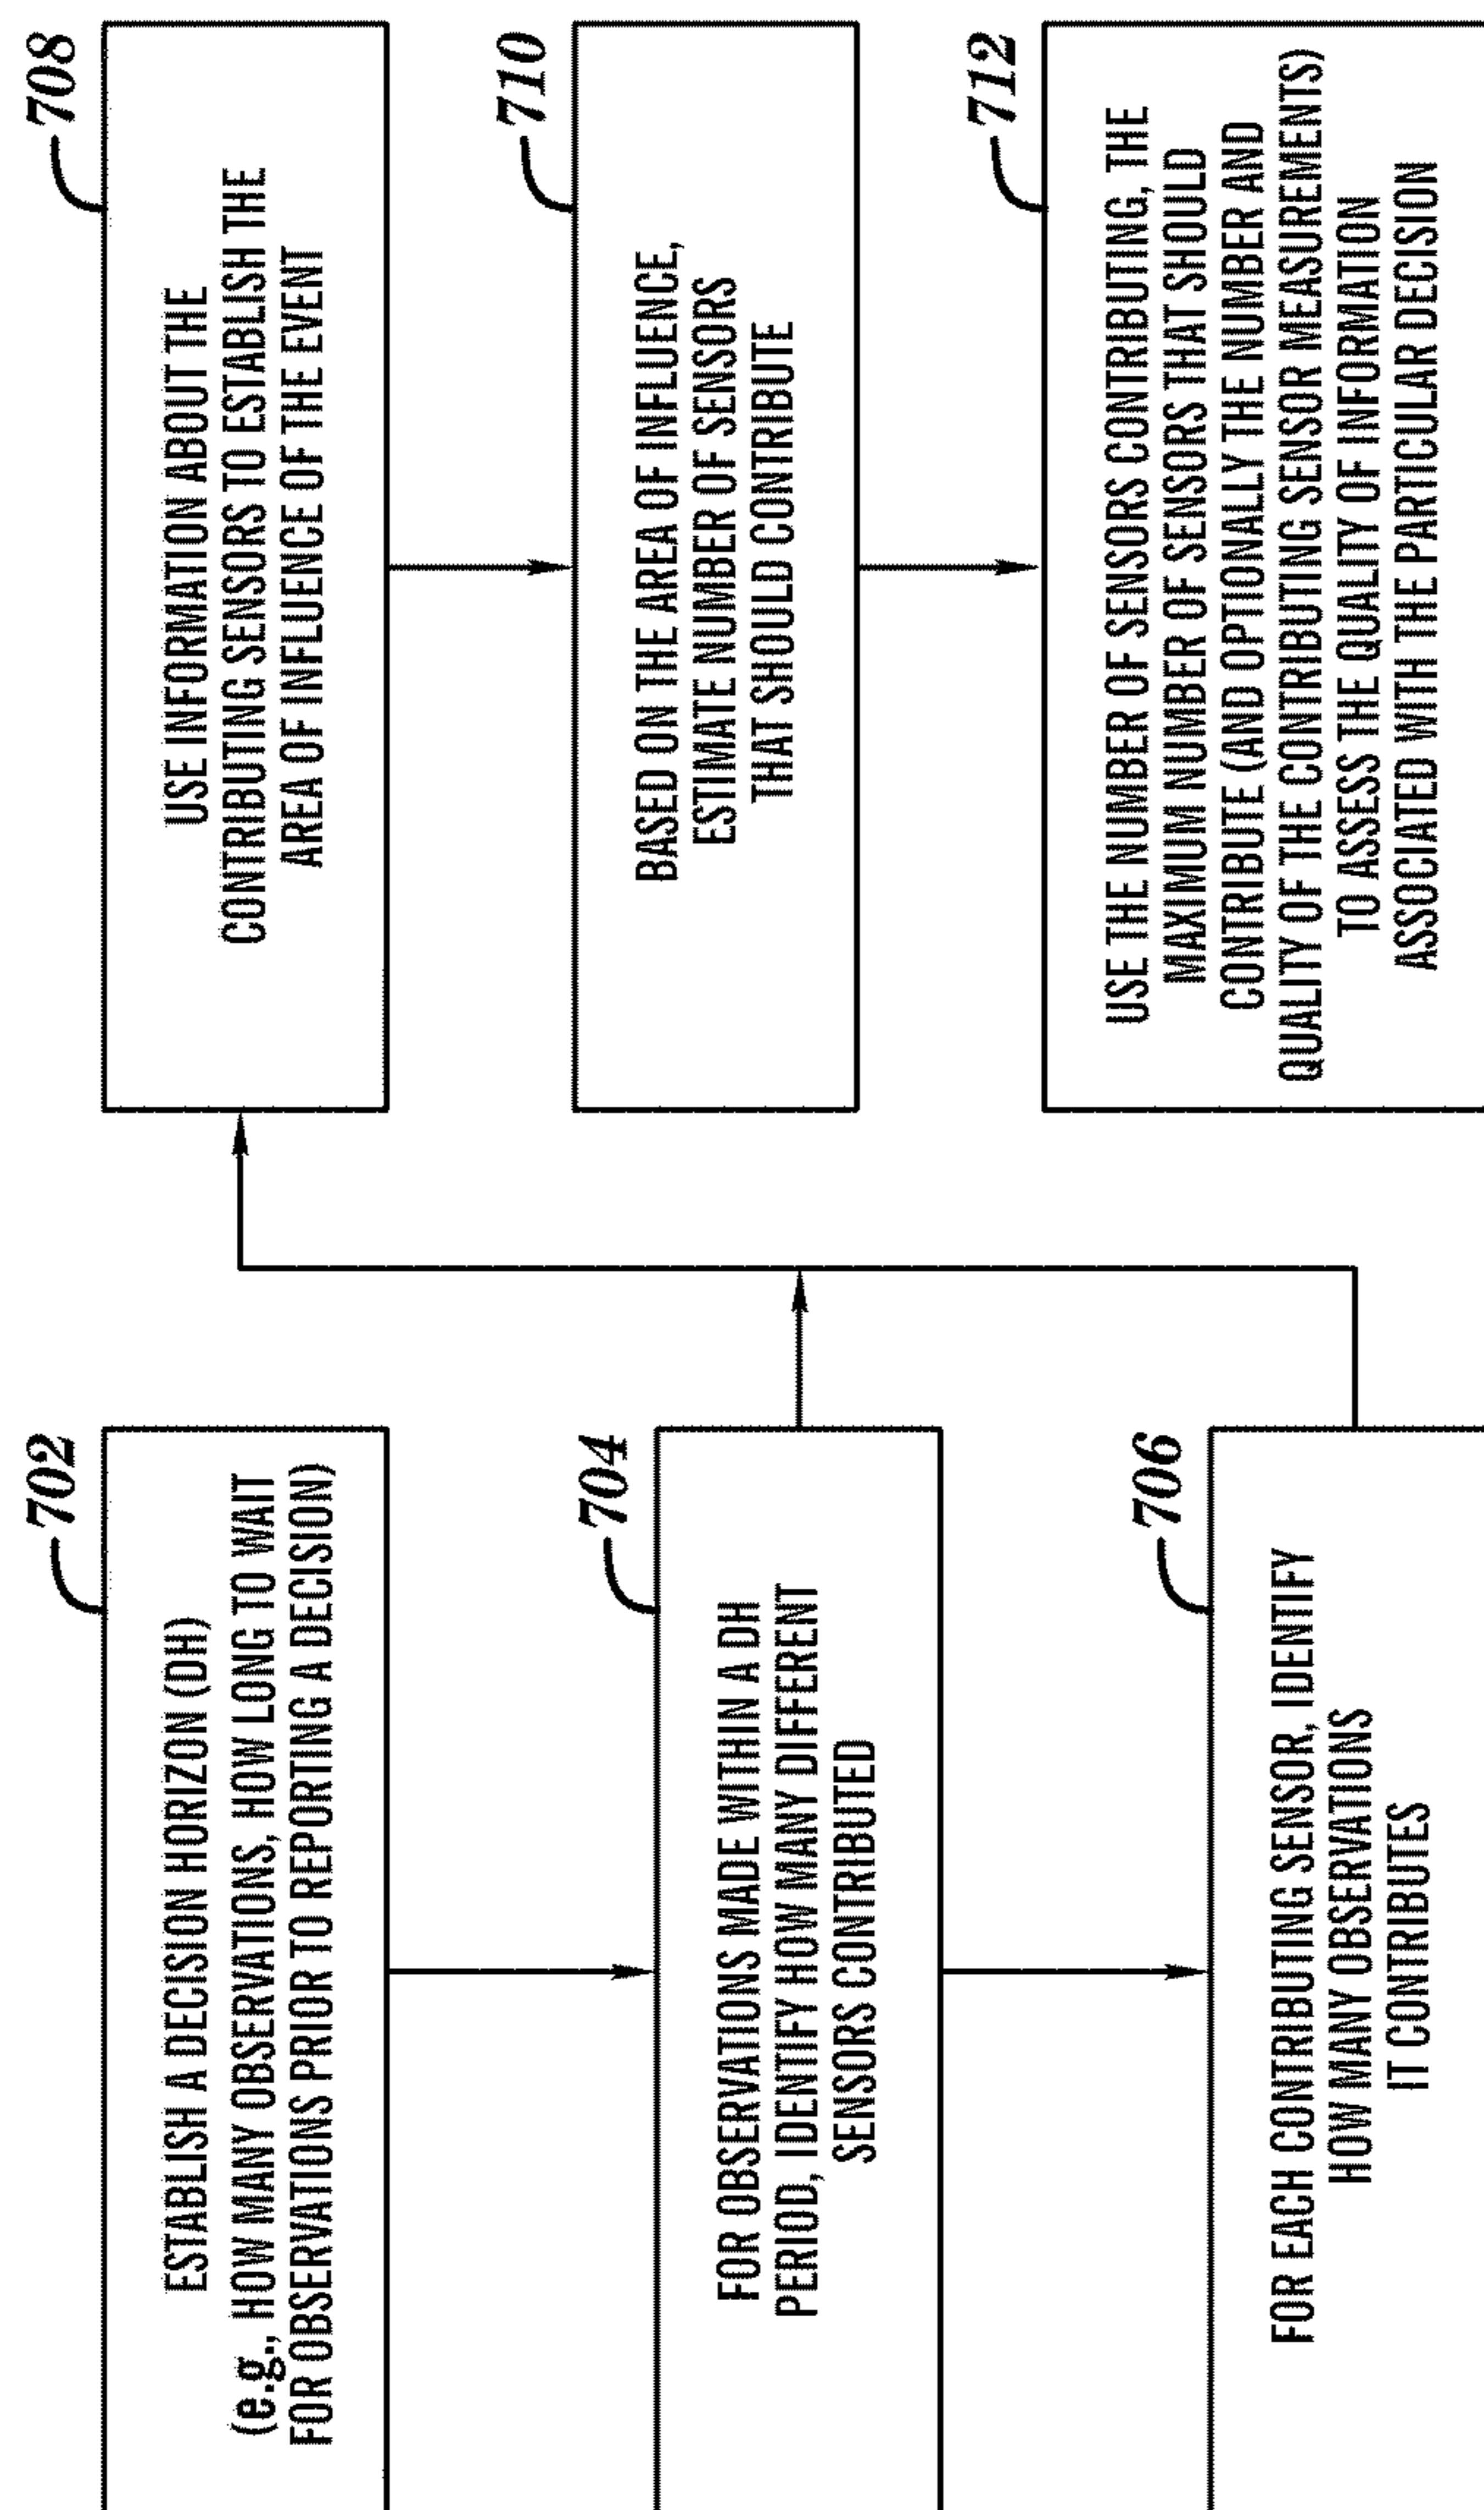 702
ESTABLISH A DECISION HORIZON (DH)
(e.g., HOW MANY OBSERVATIONS, HOW LONG TO WAIT
FOR OBSERVATIONS PRIOR TO REPORTING A DECISION)
704
FOR OBSERVATIONS MADE WITHIN A DH
PERIOD, IDENTIFY HOW MANY DIFFERENT
SENSORS CONTRIBUTED
706
FOR EACH CONTRIBUTING SENSOR, IDENTIFY
HOW MANY OBSERVATIONS
IT CONTRIBUTES
708
USE INFORMATION ABOUT THE
CONTRIBUTING SENSORS TO ESTABLISH THE
AREA OF INFLUENCE OF THE EVENT
710
BASED ON THE AREA OF INFLUENCE,
ESTIMATE NUMBER OF SENSORS
THAT SHOULD CONTRIBUTE
712
USE THE NUMBER OF SENSORS CONTRIBUTING, THE
MAXIMUM NUMBER OF SENSORS THAT SHOULD
CONTRIBUTE (AND OPTIONALLY THE NUMBER AND
QUALITY OF THE CONTRIBUTING SENSOR MEASUREMENTS)
TO ASSESS THE QUALITY OF INFORMATION
ASSOCIATED WITH THE PARTICULAR DECISION